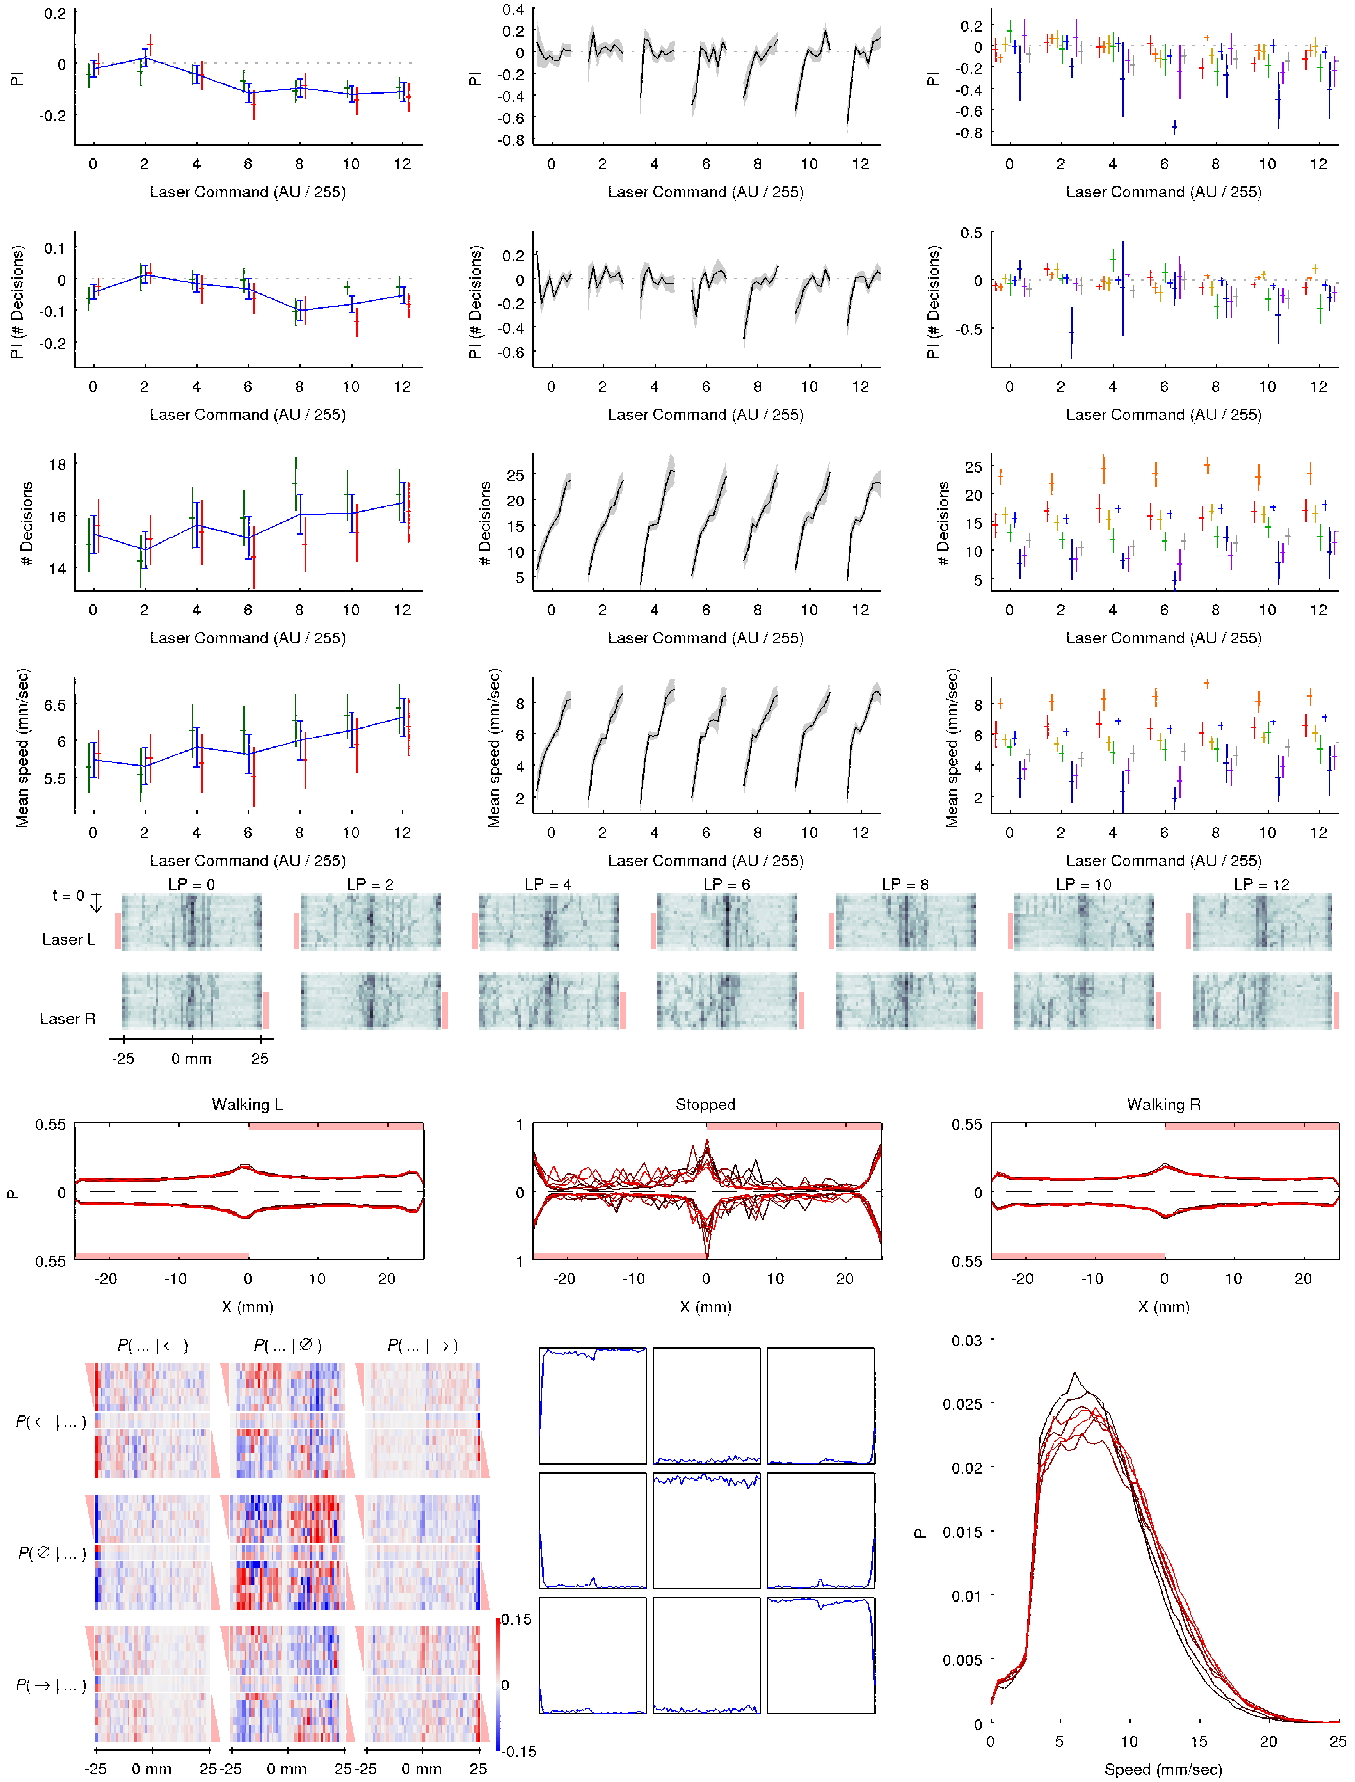 0.2
0
-0.2
PI
0 2 4 6 8 10 12
Laser Command (AU / 255)
0.4
0.2
0
-0.2
-0.4
-0.6
-0.8
PI
0 2 4 6 8 10 12
Laser Command (AU / 255)
0.2
0
-0.2
-0.4
-0.6
-0.8
PI
0 2 4 6 8 10 12
Laser Command (AU / 255)
0.1
0
-0.1
-0.2
PI (# Decisions)
0 2 4 6 8 10 12
Laser Command (AU / 255)
0.2
0
-0.2
-0.4
-0.6
PI (# Decisions)
0 2 4 6 8 10 12
Laser Command (AU / 255)
0.5
0
-0.5
PI (# Decisions)
0 2 4 6 8 10 12
Laser Command (AU / 255)
18
16
14
# Decisions
0 2 4 6 8 10 12
Laser Command (AU / 255)
25
20
15
10
5
# Decisions
0 2 4 6 8 10 12
Laser Command (AU / 255)
25
20
15
10
5
# Decisions
0 2 4 6 8 10 12
Laser Command (AU / 255)
6.5
6
5.5
Mean speed (mm/sec)
0 2 4 6 8 10 12
Laser Command (AU / 255)
8
6
4
2
Mean speed (mm/sec)
0 2 4 6 8 10 12
Laser Command (AU / 255)
8
6
4
2
Mean speed (mm/sec)
0 2 4 6 8 10 12
Laser Command (AU / 255)
LP = 0 LP = 2 LP = 4 LP = 6 LP = 8 LP = 10 LP = 12
t = 0
Laser L
Laser R
-25 0 mm 25
Walking L
0.55
0
0.55
P
-20 -10 0 10 20
X (mm)
Stopped
1
0
1
-20 -10 0 10 20
X (mm)
Walking R
0.55
0
0.55
-20 -10 0 10 20
X (mm)
P( ... | ← ) P( ... | ∅ ) P( ... | → )
P( ← | ... )
P( ∅ | ... )
P( → | ... )
-25 0 mm 25 -25 0 mm 25 -25 0 mm 25
0.15
0
-0.15
0.03
0.025
0.02
0.015
0.01
0.005
0
P
0 5 10 15 20 25
Speed (mm/sec)